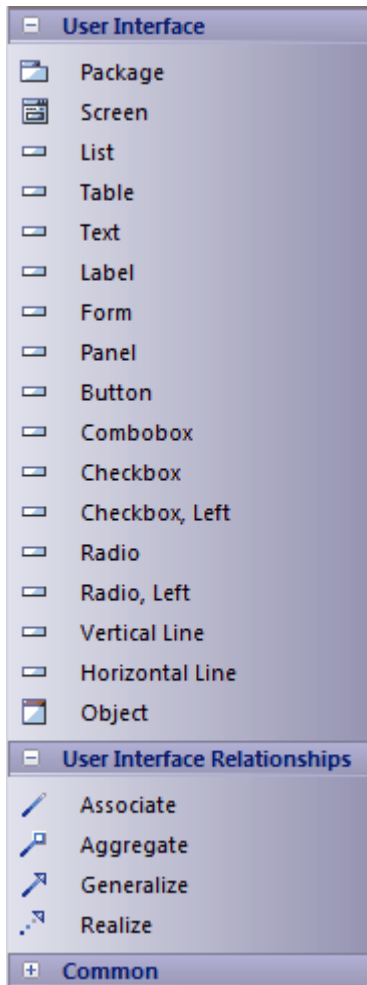 User Interface
Package
Screen
List
Table
Text
Label
Form
Panel
Button
Combobox
Checkbox
Checkbox, Left
Radio
Radio, Left
Vertical Line
Horizontal Line
Object
User Interface Relationships
Associate
Aggregate
Generalize
Realize
Common